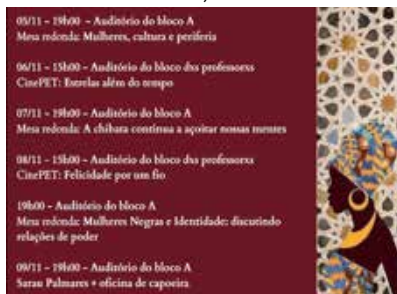 05/11 - 19h00 - Auditório do bloco A
Mesa redonda: Mulheres, cultura e periferia
06/11 - 15h00 - Auditório do bloco dxs professorxs
CinePET: Estrelas além do tempo
07/11 - 19h00 - Auditório do bloco A
Mesa redonda: A chibata continua a açoitar nossas mentes
08/11 - 15h00 - Auditório do bloco dxs professorxs
CinePET: Felicidade por um fio
19h00 - Auditório do bloco A
Mesa redonda: Mulheres Negras e Identidade: discutindo
relações de poder
09/11 - 19h00 - Auditório do bloco A
Sarau Palmares + oficina de capoeira